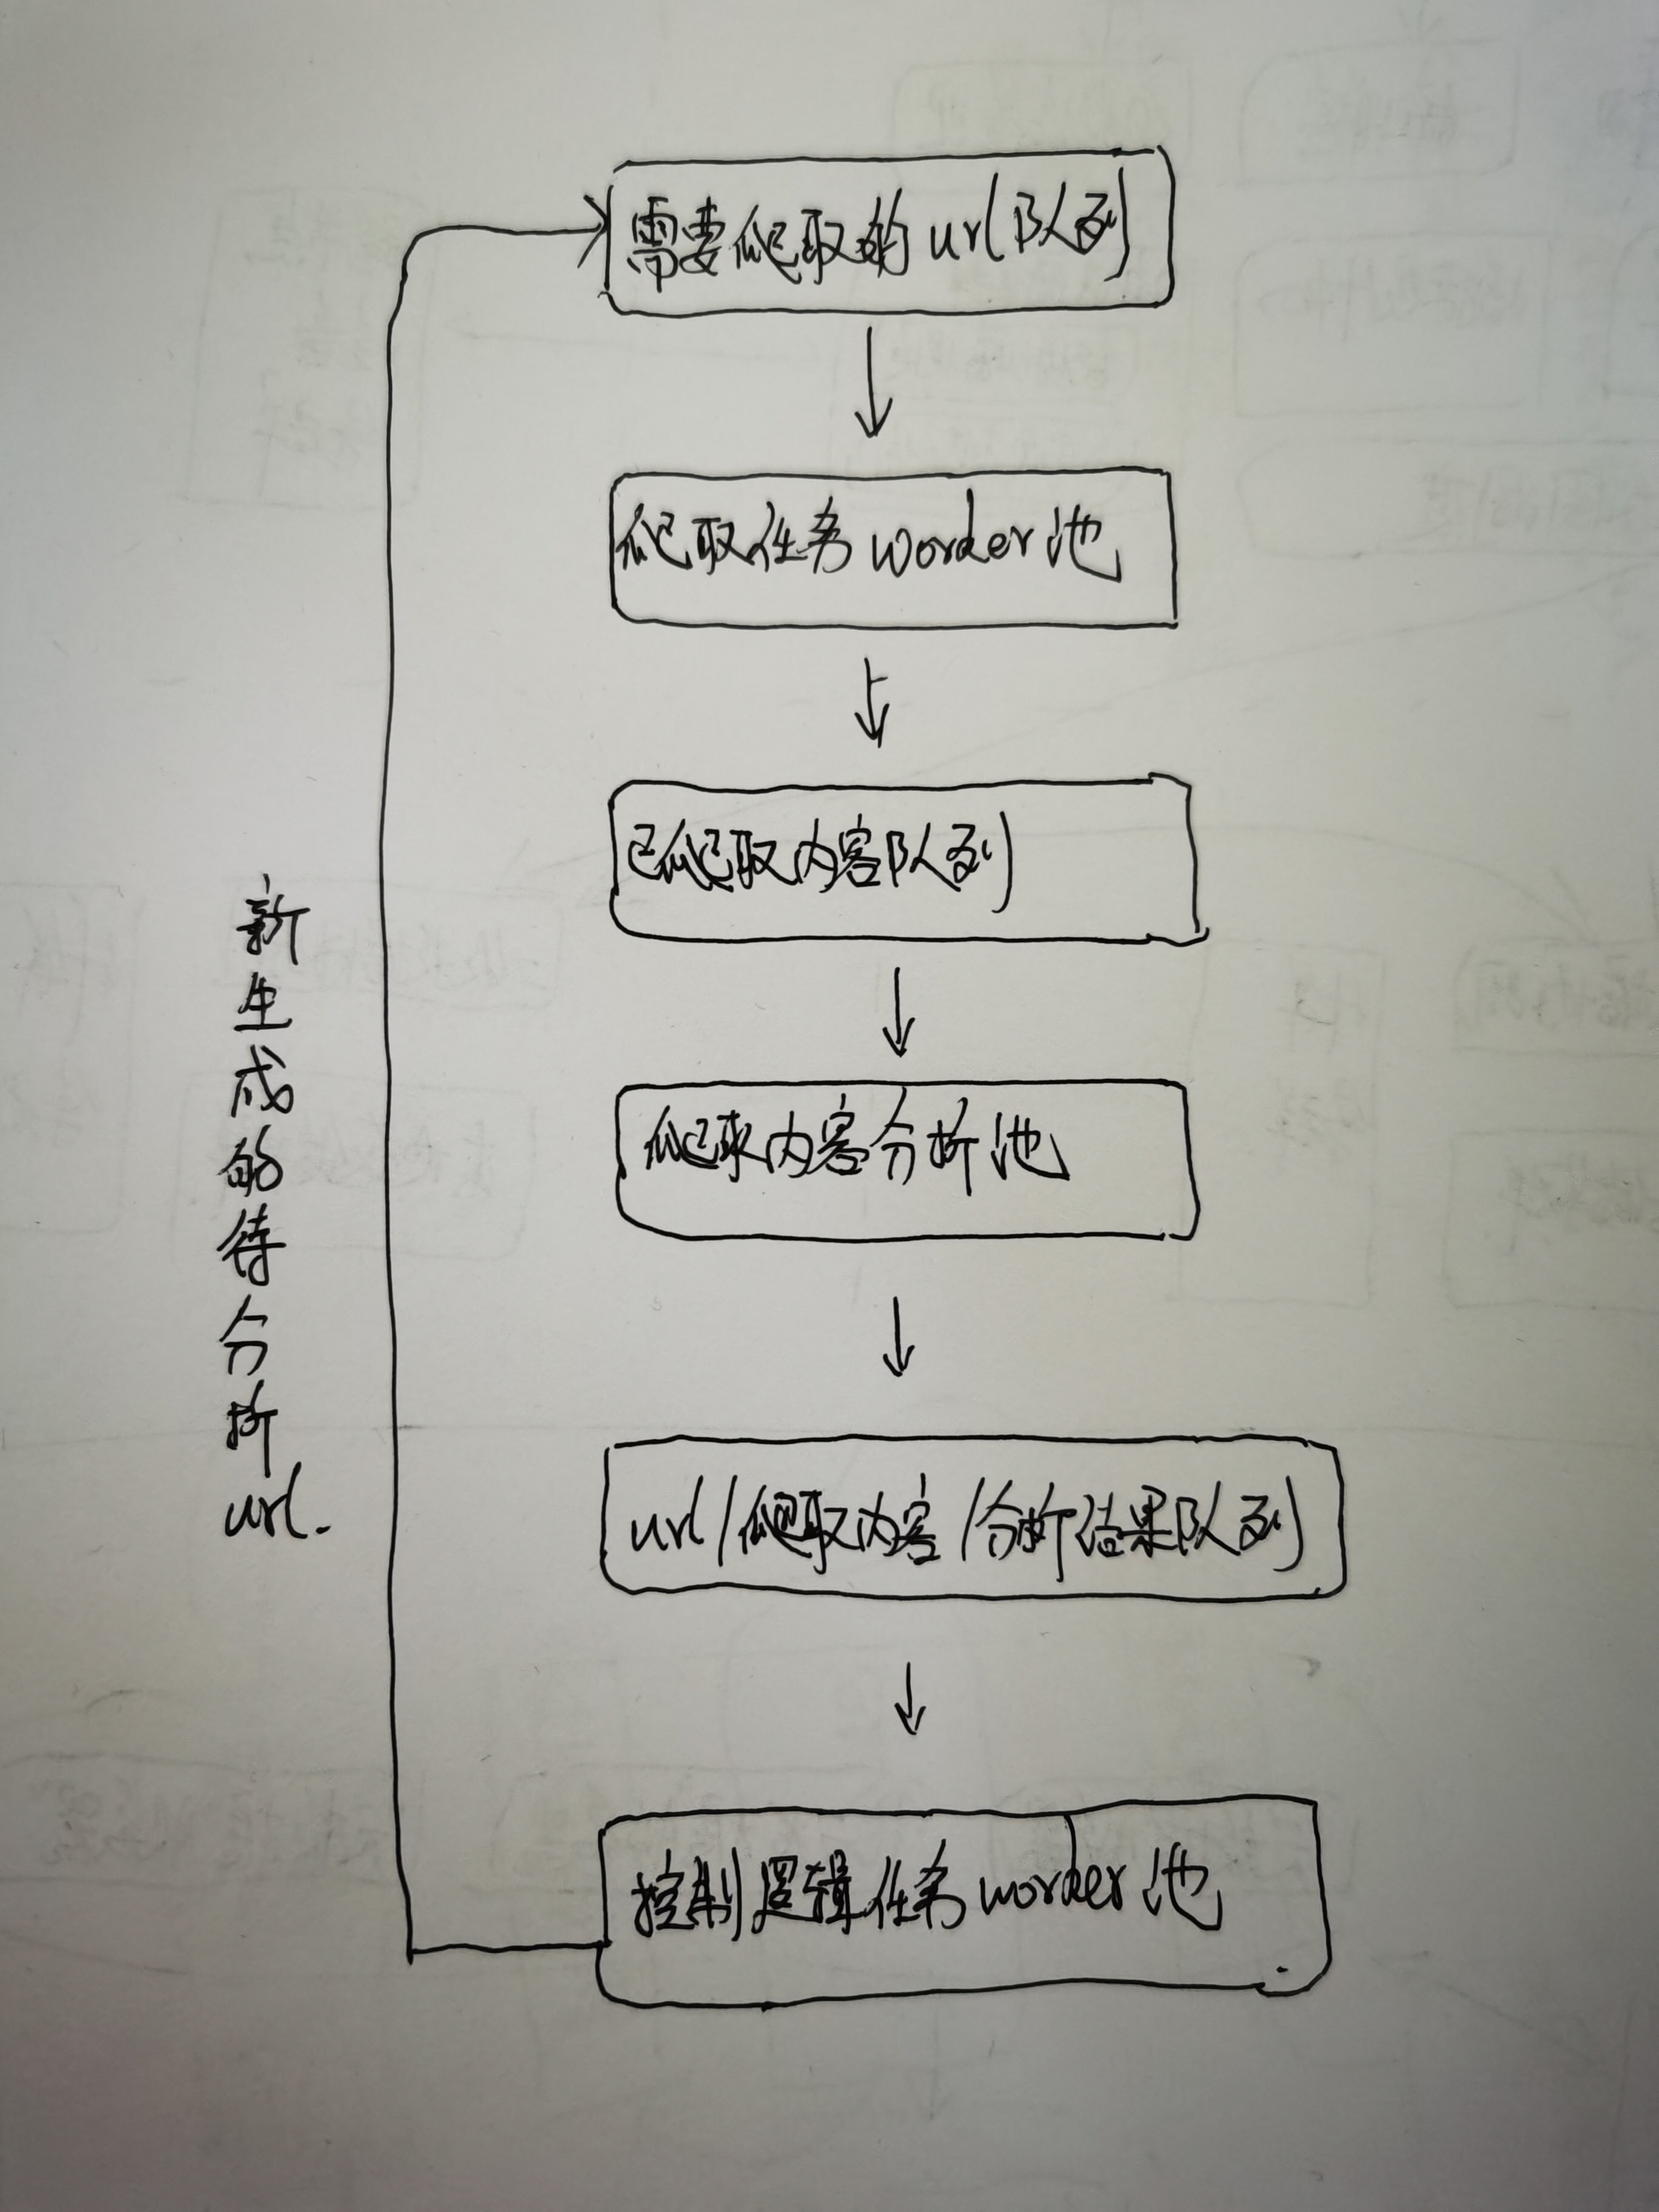 需要爬取的url队列
爬取任务worder池
已爬取内容队列
爬取内容分析池
url/爬取内容/分析结果队列
控制逻辑任务worder池
新生成的待分析url.